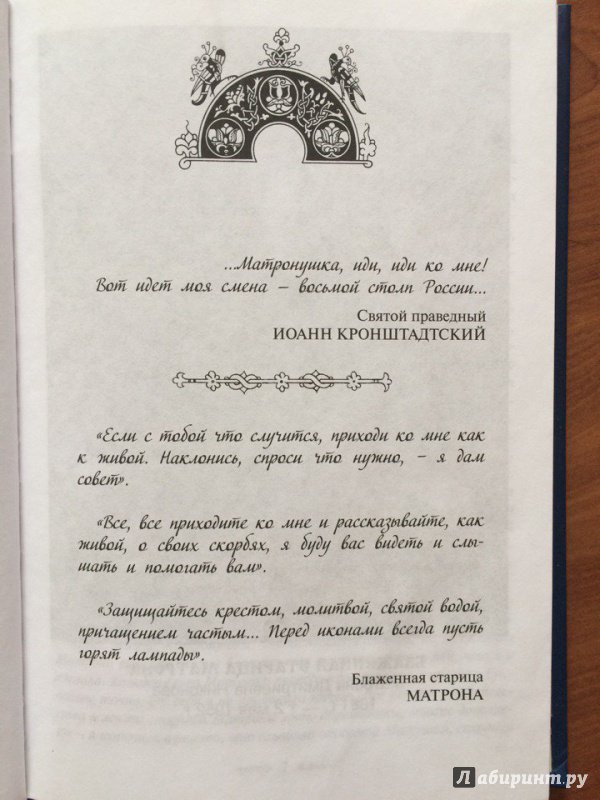 ...Матронушка, иди, иди ко мне!
Вот идет моя смена – восьмой столп России...
Святой праведный
ИОАНН КРОНШТАДТСКИЙ
«Если с тобой что случится, приходи ко мне как
к живой. Наклонись, спроси что нужно, – я дам
совет».
«Все, все приходите ко мне и рассказывайте, как
живой, о своих скорбях, я буду вас видеть и слы-
шать и помогать вам».
«Защищайтесь крестом, молитвой, святой водой,
причащением частым... Перед иконами всегда пусть
горят лампады».
Блаженная старица
МАТРОНА
Лабиринт.ру